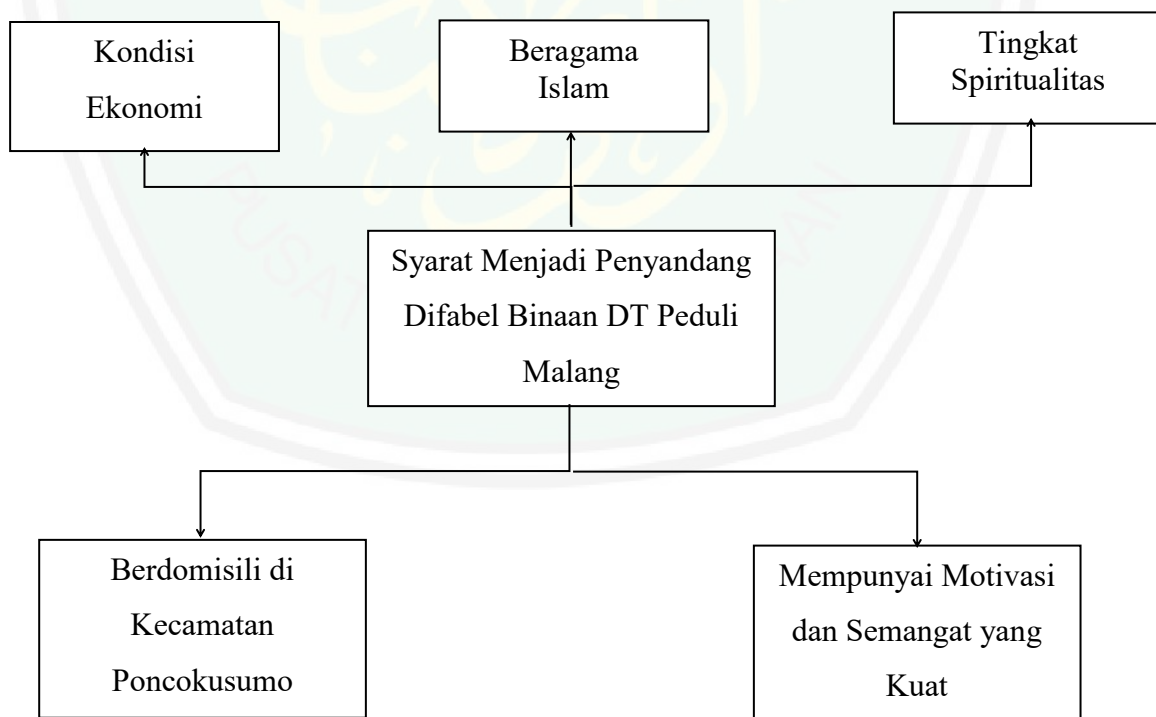 Kondisi
Ekonomi
Beragama
Islam
Tingkat
Spiritualitas
Syarat Menjadi Penyandang
Difabel Binaan DT Peduli
Malang
Berdomisili di
Kecamatan
Poncokusumo
Mempunyai Motivasi
dan Semangat yang
Kuat